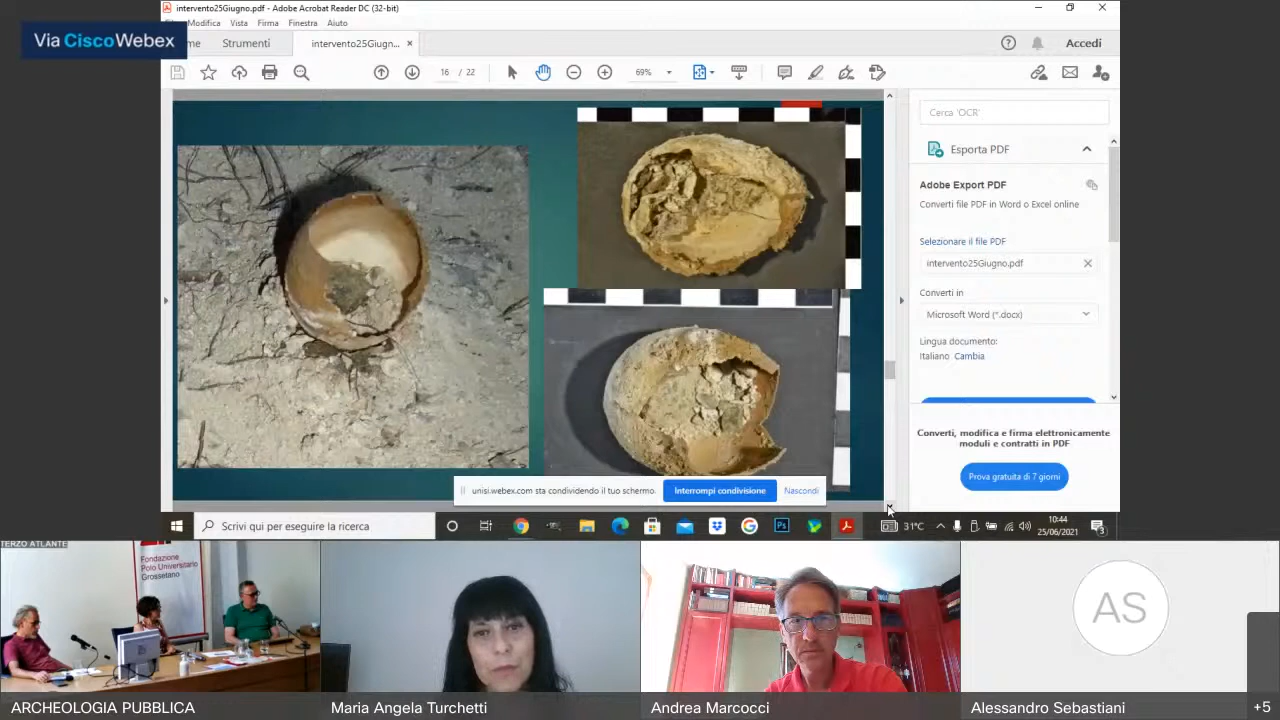 intervento25Giugno.pdf - Adobe Acrobat Reader DC (32-bit)
Modifica Vista Firma Finestra Aiuto
Via CiscoWebex
me Strumenti intervento25Giugn... × Accedi
16 / 22 69%
Cerca 'OCR'
Esporta PDF
Adobe Export PDF
Converti file PDF in Word o Excel online
Selezionare il file PDF
intervento25Giugno.pdf
Converti in
Microsoft Word (*.docx)
Lingua documento:
Italiano Cambia
Converti, modifica e firma elettronicamente
moduli e contratti in PDF
Prova gratuita di 7 giorni
unisi.webex.com sta condividendo il tuo schermo. Interrompi condivisione Nascondi
Scrivi qui per eseguire la ricerca
31°C
10:44
25/06/2021
3
TERZO ATLANTE
Fondazione
Polo Universitario
Grossetano
AS
ARCHEOLOGIA PUBBLICA
Maria Angela Turchetti
Andrea Marcocci
Alessandro Sebastiani
+5